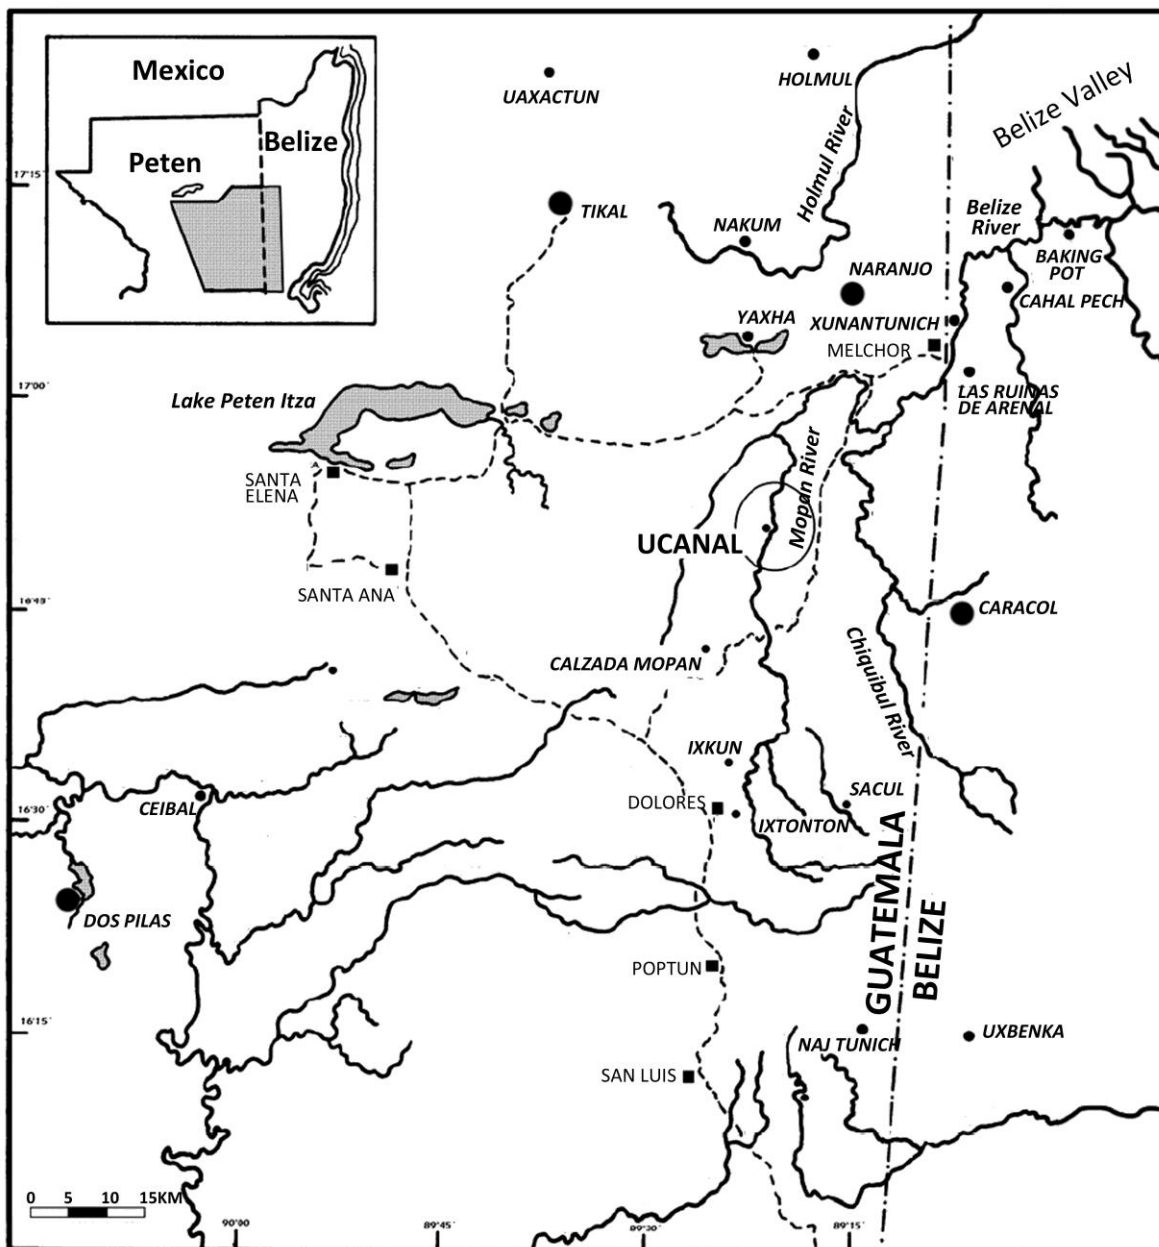 Mexico
Belize
Peten
UAXACTUN
HOLMUL
Belize Valley
17'15'
Holmul River
TIKAL
NAKUM
Belize
River
BAKING
POT
NARANJO
CAHAL PECH
YAXHA
XUNANTUNICH
MELCHOR
17'00'
Lake Peten Itza
LAS RUINAS
DE ARENAL
Mopan River
SANTA
ELENA
UCANAL
SANTA ANA
16'45'
CARACOL
CALZADA MOPAN
Chiquibul River
IXKUN
CEIBAL
DOLORES
SACUL
16'30'
IXTONTON
GUATEMALA
BELIZE
DOS PILAS
POPTUN
16'15'
NAJ TUNICH
UXBENKA
SAN LUIS
0 5 10 15KM
90'00'
89'45'
89'30'
89'15'